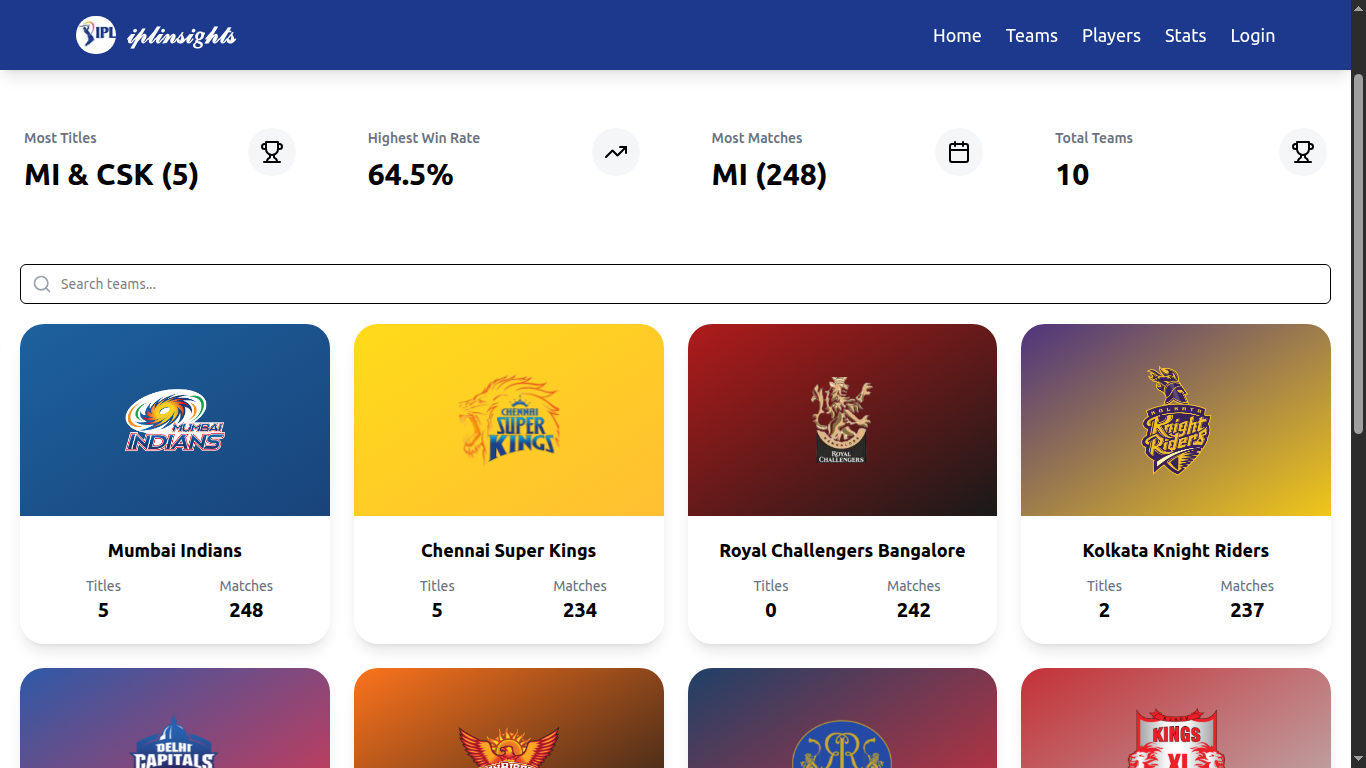 IPL iplinsights Home Teams Players Stats Login
Most Titles
MI & CSK (5)
Highest Win Rate
64.5%
Most Matches
MI (248)
Total Teams
10
Search teams...
MUMBAI
INDIANS
CHENNAI
SUPER
KINGS
ROYAL
CHALLENGERS
KOLKATA
Knight
Riders
Mumbai Indians
Titles Matches
5 248
Chennai Super Kings
Titles Matches
5 234
Royal Challengers Bangalore
Titles Matches
0 242
Kolkata Knight Riders
Titles Matches
2 237
DELHI
CAPITALS
KINGS
XI